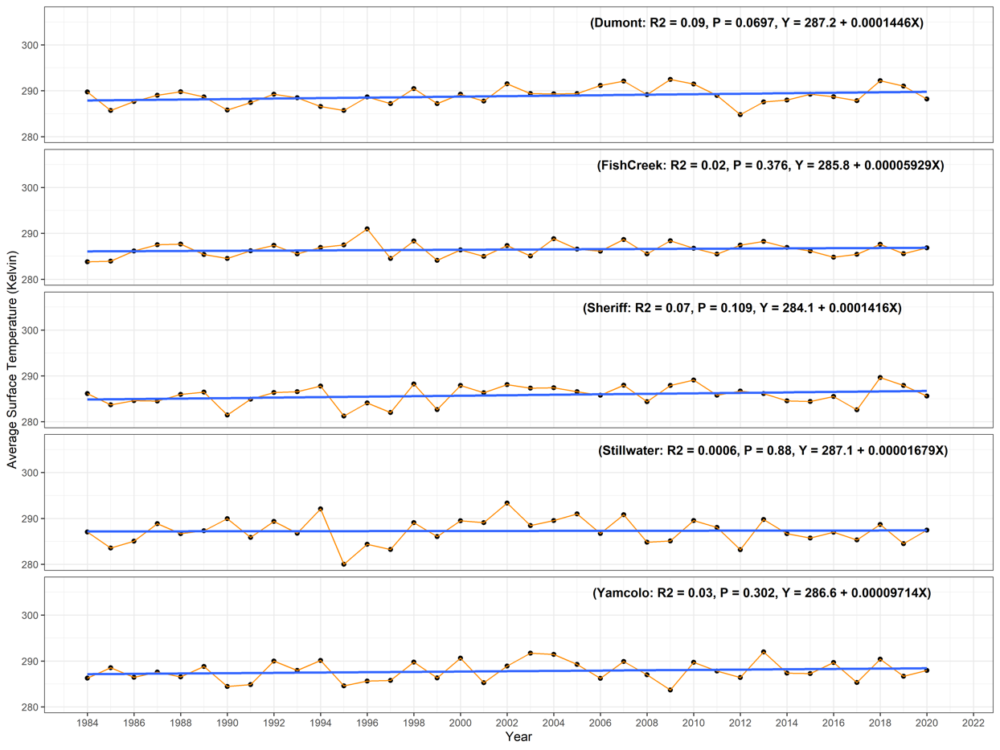 Average Surface Temperature (Kelvin)
(Dumont: R2 = 0.09, P = 0.0697, Y = 287.2 + 0.0001446X)
300
290
280
(FishCreek: R2 = 0.02, P = 0.376, Y = 285.8 + 0.00005929X)
300
290
280
(Sheriff: R2 = 0.07, P = 0.109, Y = 284.1 + 0.0001416X)
300
290
280
(Stillwater: R2 = 0.0006, P = 0.88, Y = 287.1 + 0.00001679X)
300
290
280
(Yamcolo: R2 = 0.03, P = 0.302, Y = 286.6 + 0.00009714X)
300
290
280
1984 1986 1988 1990 1992 1994 1996 1998 2000 2002 2004 2006 2008 2010 2012 2014 2016 2018 2020 2022
Year